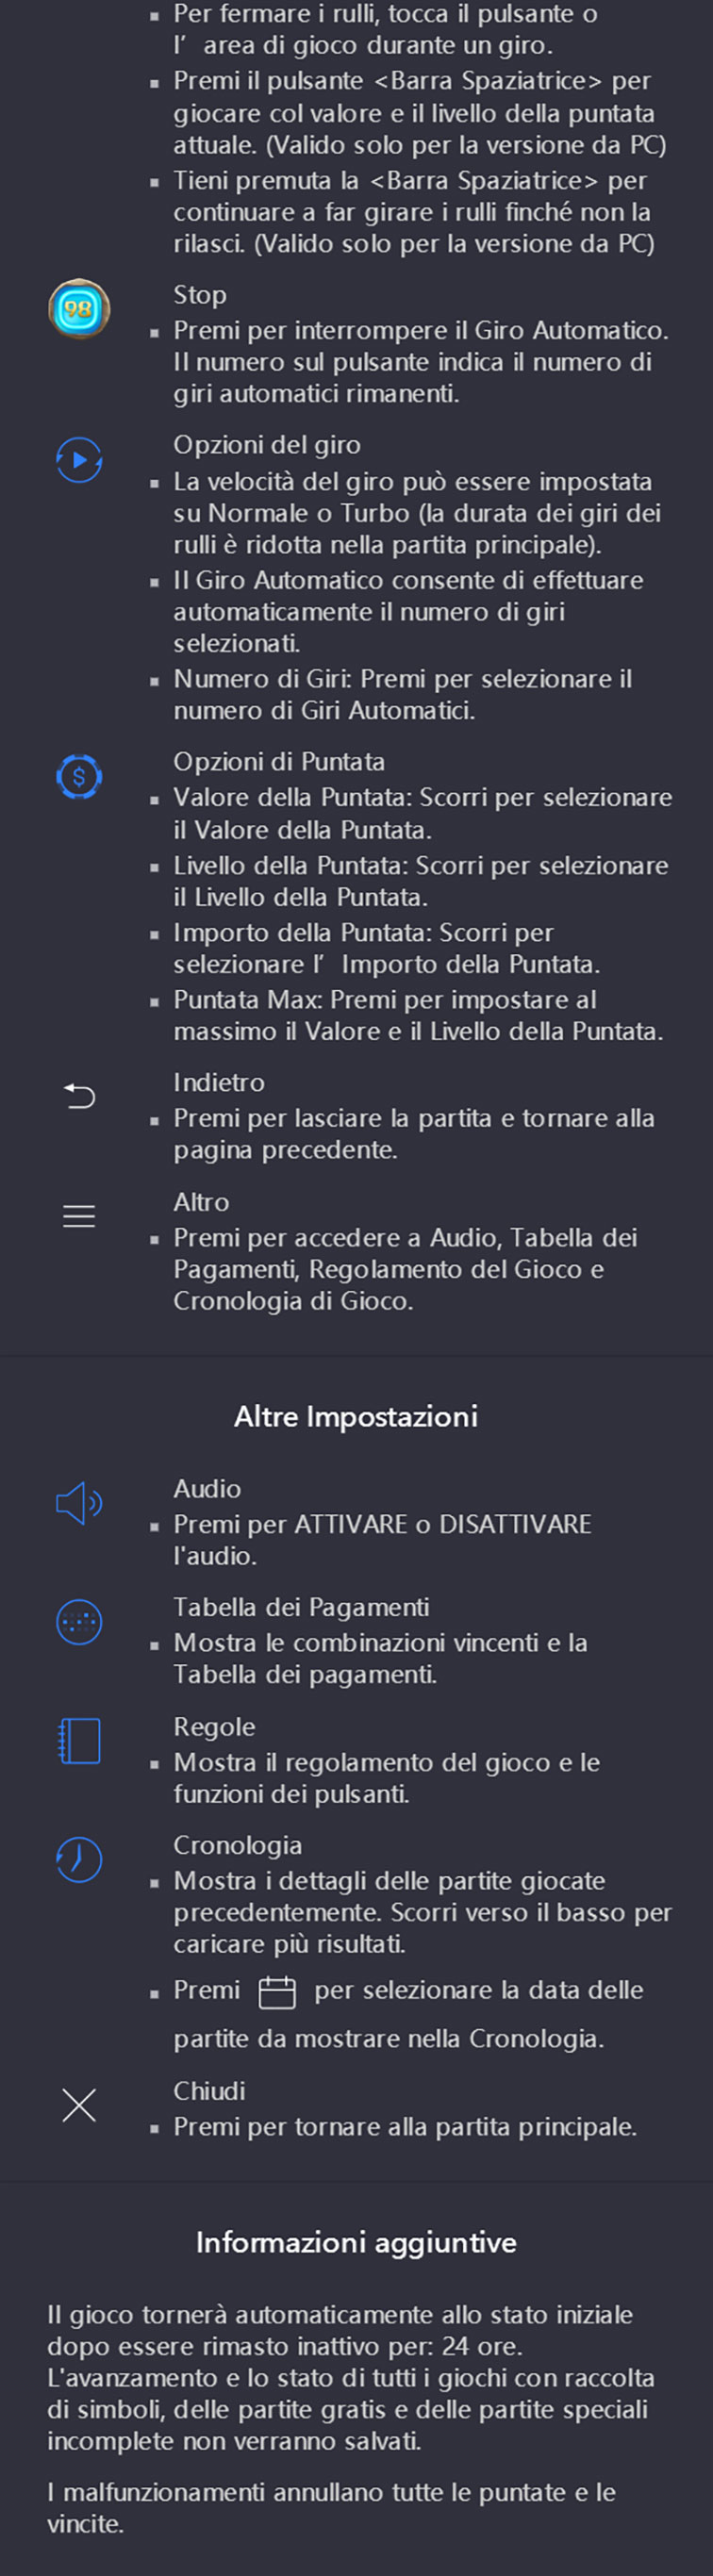 ▪ Per fermare i rulli, tocca il pulsante o
l’ area di gioco durante un giro.
▪ Premi il pulsante <Barra Spaziatrice> per
giocare col valore e il livello della puntata
attuale. (Valido solo per la versione da PC)
▪ Tieni premuta la <Barra Spaziatrice> per
continuare a far girare i rulli finché non la
rilasci. (Valido solo per la versione da PC)
98
Stop
▪ Premi per interrompere il Giro Automatico.
Il numero sul pulsante indica il numero di
giri automatici rimanenti.
Opzioni del giro
▪ La velocità del giro può essere impostata
su Normale o Turbo (la durata dei giri dei
rulli è ridotta nella partita principale).
▪ Il Giro Automatico consente di effettuare
automaticamente il numero di giri
selezionati.
▪ Numero di Giri: Premi per selezionare il
numero di Giri Automatici.
$
Opzioni di Puntata
▪ Valore della Puntata: Scorri per selezionare
il Valore della Puntata.
▪ Livello della Puntata: Scorri per selezionare
il Livello della Puntata.
▪ Importo della Puntata: Scorri per
selezionare l’ Importo della Puntata.
▪ Puntata Max: Premi per impostare al
massimo il Valore e il Livello della Puntata.
Indietro
▪ Premi per lasciare la partita e tornare alla
pagina precedente.
Altro
▪ Premi per accedere a Audio, Tabella dei
Pagamenti, Regolamento del Gioco e
Cronologia di Gioco.
Altre Impostazioni
Audio
▪ Premi per ATTIVARE o DISATTIVARE
l'audio.
Tabella dei Pagamenti
▪ Mostra le combinazioni vincenti e la
Tabella dei pagamenti.
Regole
▪ Mostra il regolamento del gioco e le
funzioni dei pulsanti.
Cronologia
▪ Mostra i dettagli delle partite giocate
precedentemente. Scorri verso il basso per
caricare più risultati.
▪ Premi per selezionare la data delle
partite da mostrare nella Cronologia.
Chiudi
▪ Premi per tornare alla partita principale.
Informazioni aggiuntive
Il gioco tornerà automaticamente allo stato iniziale
dopo essere rimasto inattivo per: 24 ore.
L'avanzamento e lo stato di tutti i giochi con raccolta
di simboli, delle partite gratis e delle partite speciali
incomplete non verranno salvati.
I malfunzionamenti annullano tutte le puntate e le
vincite.